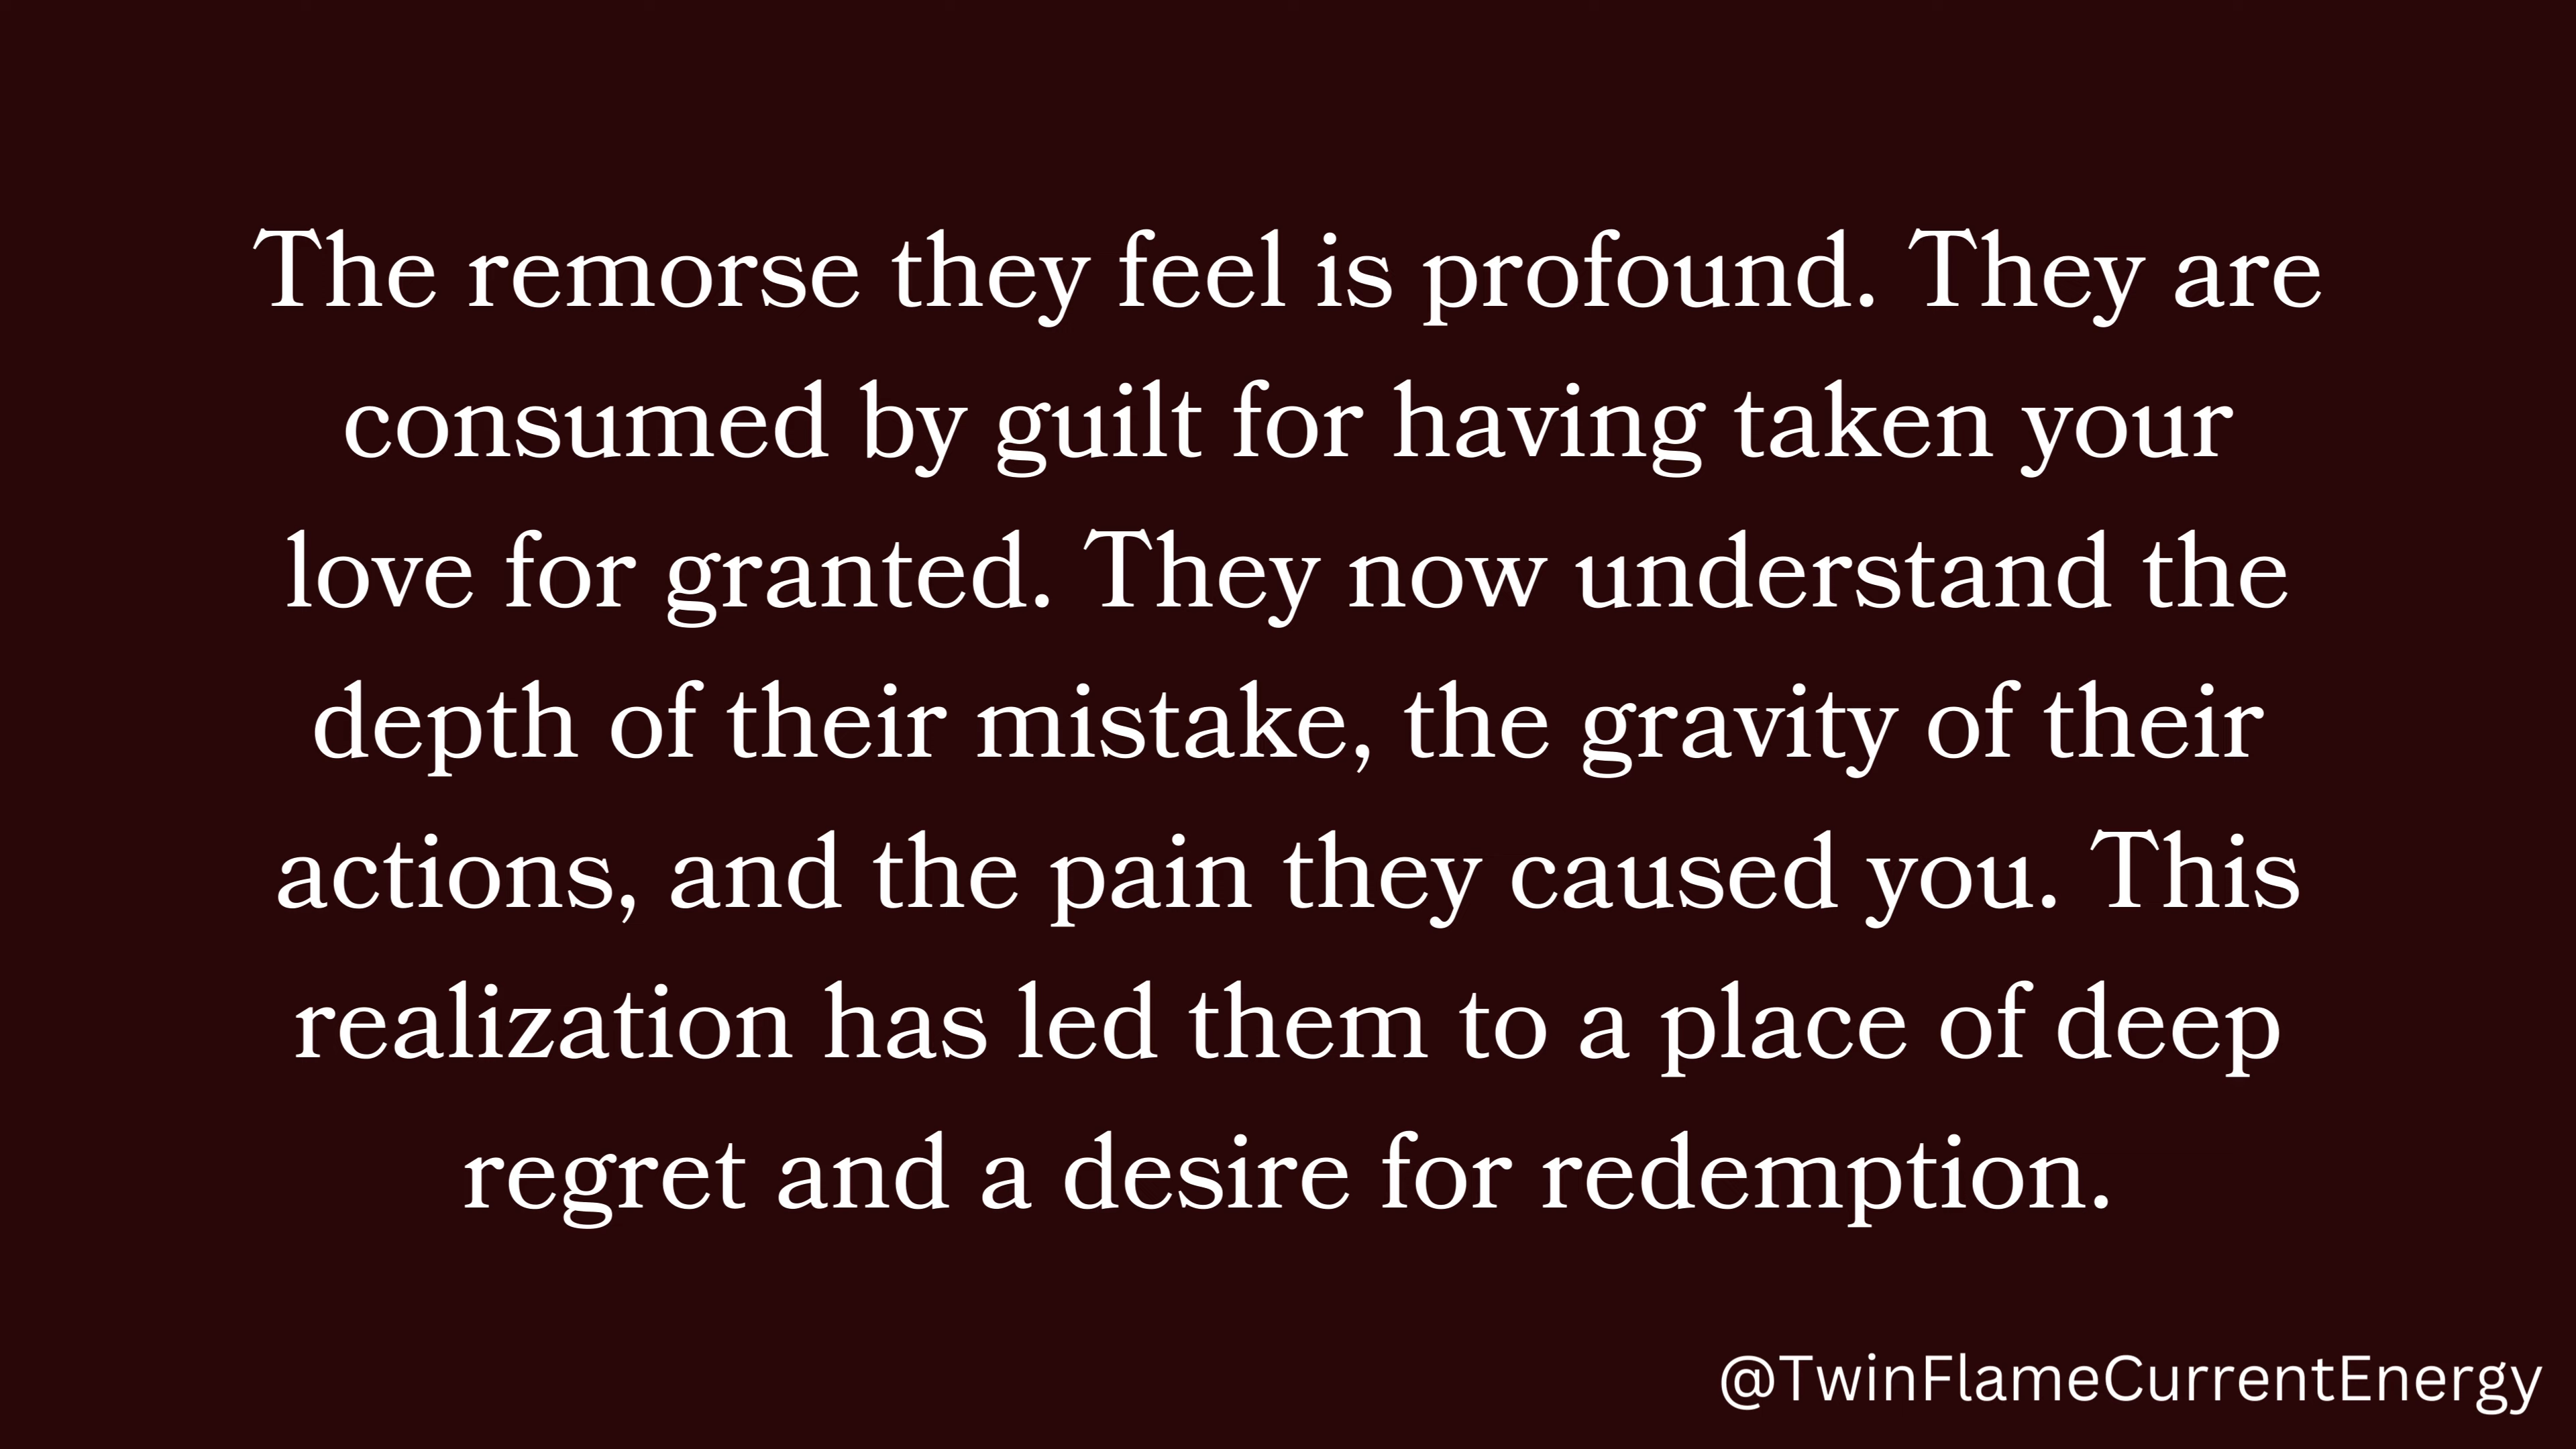 The remorse they feel is profound. They are
consumed by guilt for having taken your
love for granted. They now understand the
depth of their mistake, the gravity of their
actions, and the pain they caused you. This
realization has led them to a place of deep
regret and a desire for redemption.
@TwinFlameCurrentEnergy